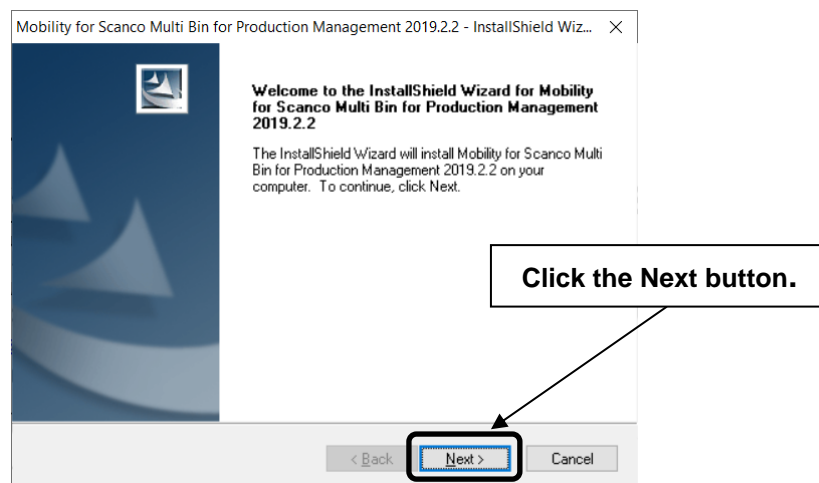 Mobility for Scanco Multi Bin for Production Management 2019.2.2 - InstallShield Wiz...
Welcome to the InstallShield Wizard for Mobility
for Scanco Multi Bin for Production Management
2019.2.2
The InstallShield Wizard will install Mobility for Scanco Multi
Bin for Production Management 2019.2.2 on your
computer. To continue, click Next.
Click the Next button.
< Back
Next >
Cancel